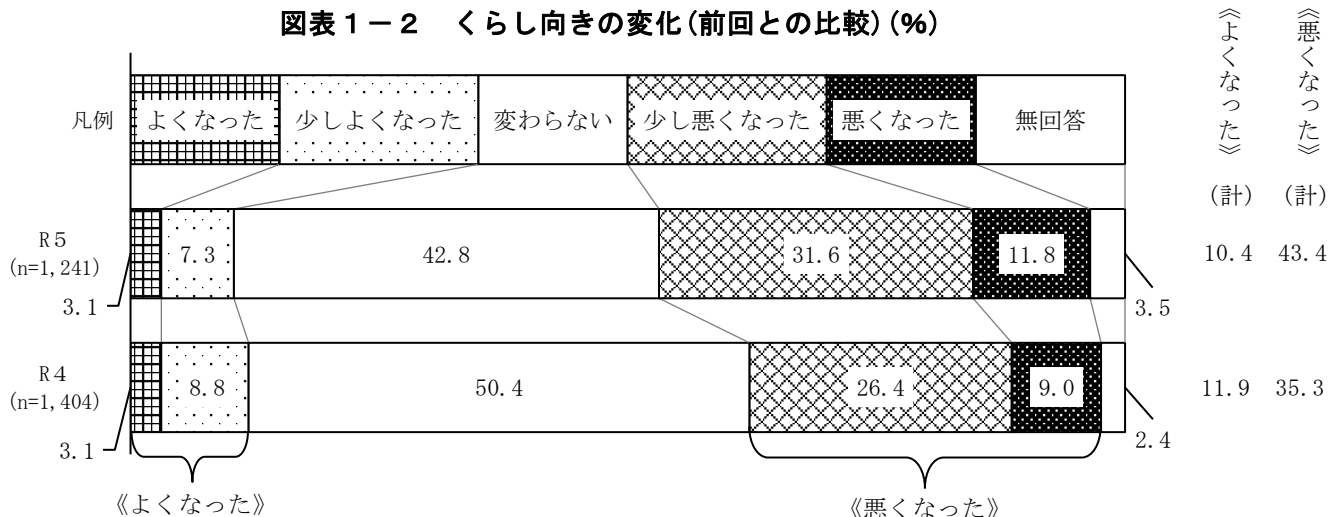 図表1－2　くらし向きの変化(前回との比較)(%)
《よくなった》 《悪くなった》
凡例 よくなった 少しよくなった 変わらない 少し悪くなった 悪くなった 無回答
(計) (計)
R5
(n=1,241)
7.3 42.8 31.6 11.8 10.4 43.4
3.1 3.5
R4
(n=1,404)
8.8 50.4 26.4 9.0 11.9 35.3
3.1 2.4
《よくなった》 《悪くなった》